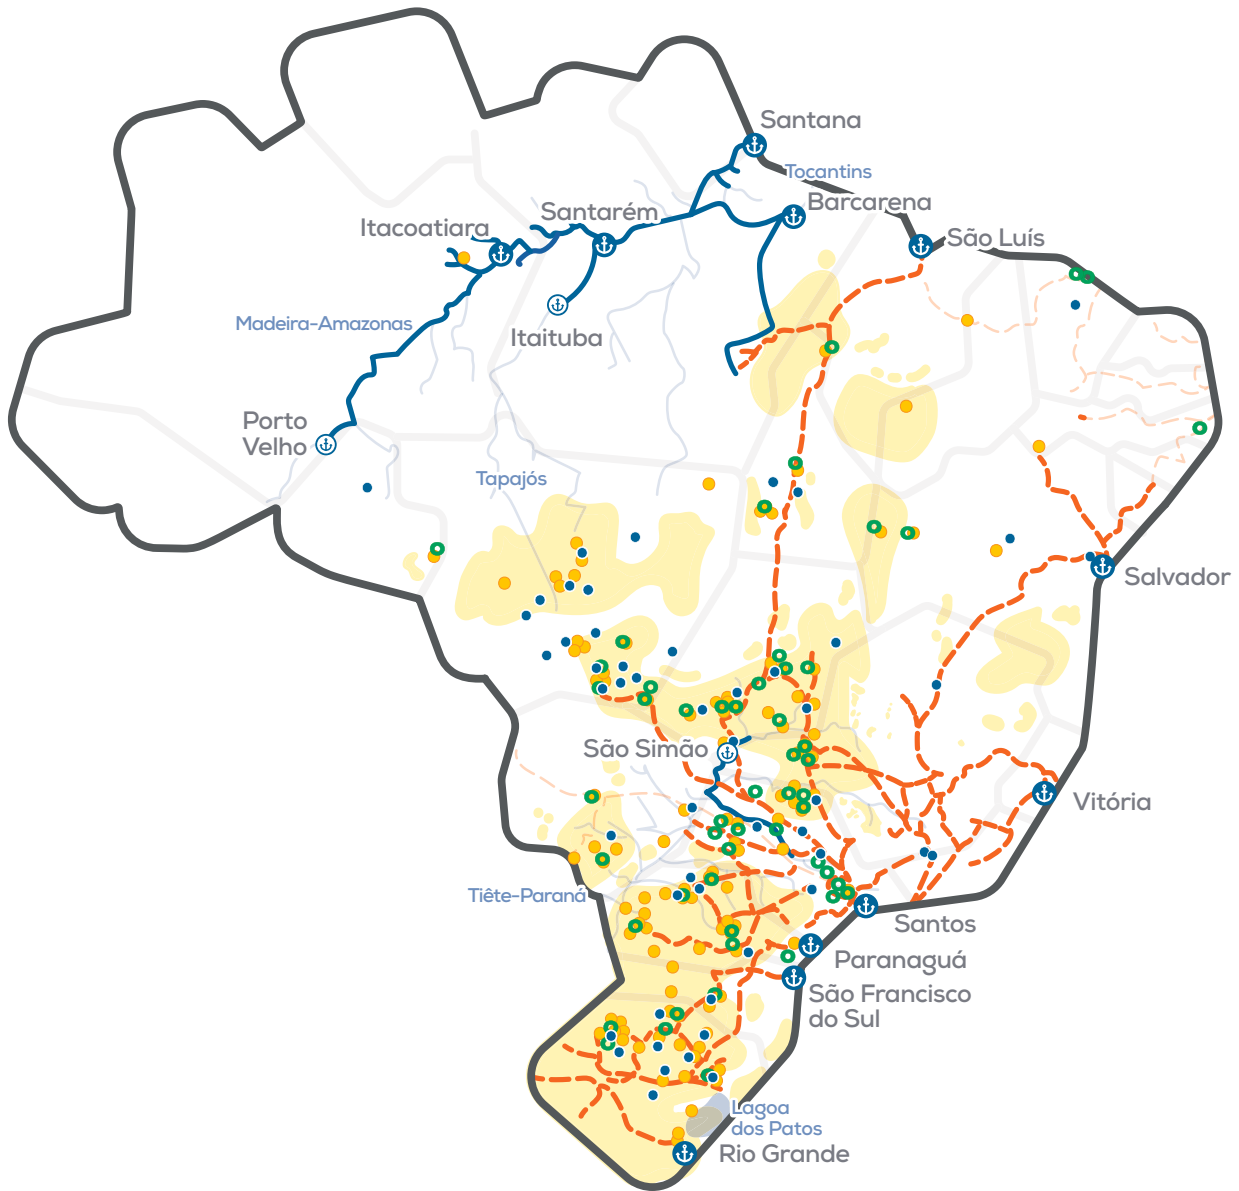 Santana
Tocantins
Barcarena
Santarém
Itacoatiara
São Luís
Itaituba
Madeira-Amazonas
Porto
Velho
Tapajós
Salvador
São Simão
Vitória
Tiête-Paraná
Santos
Paranaguá
São Francisco
do Sul
Lagoa
dos Patos
Rio Grande